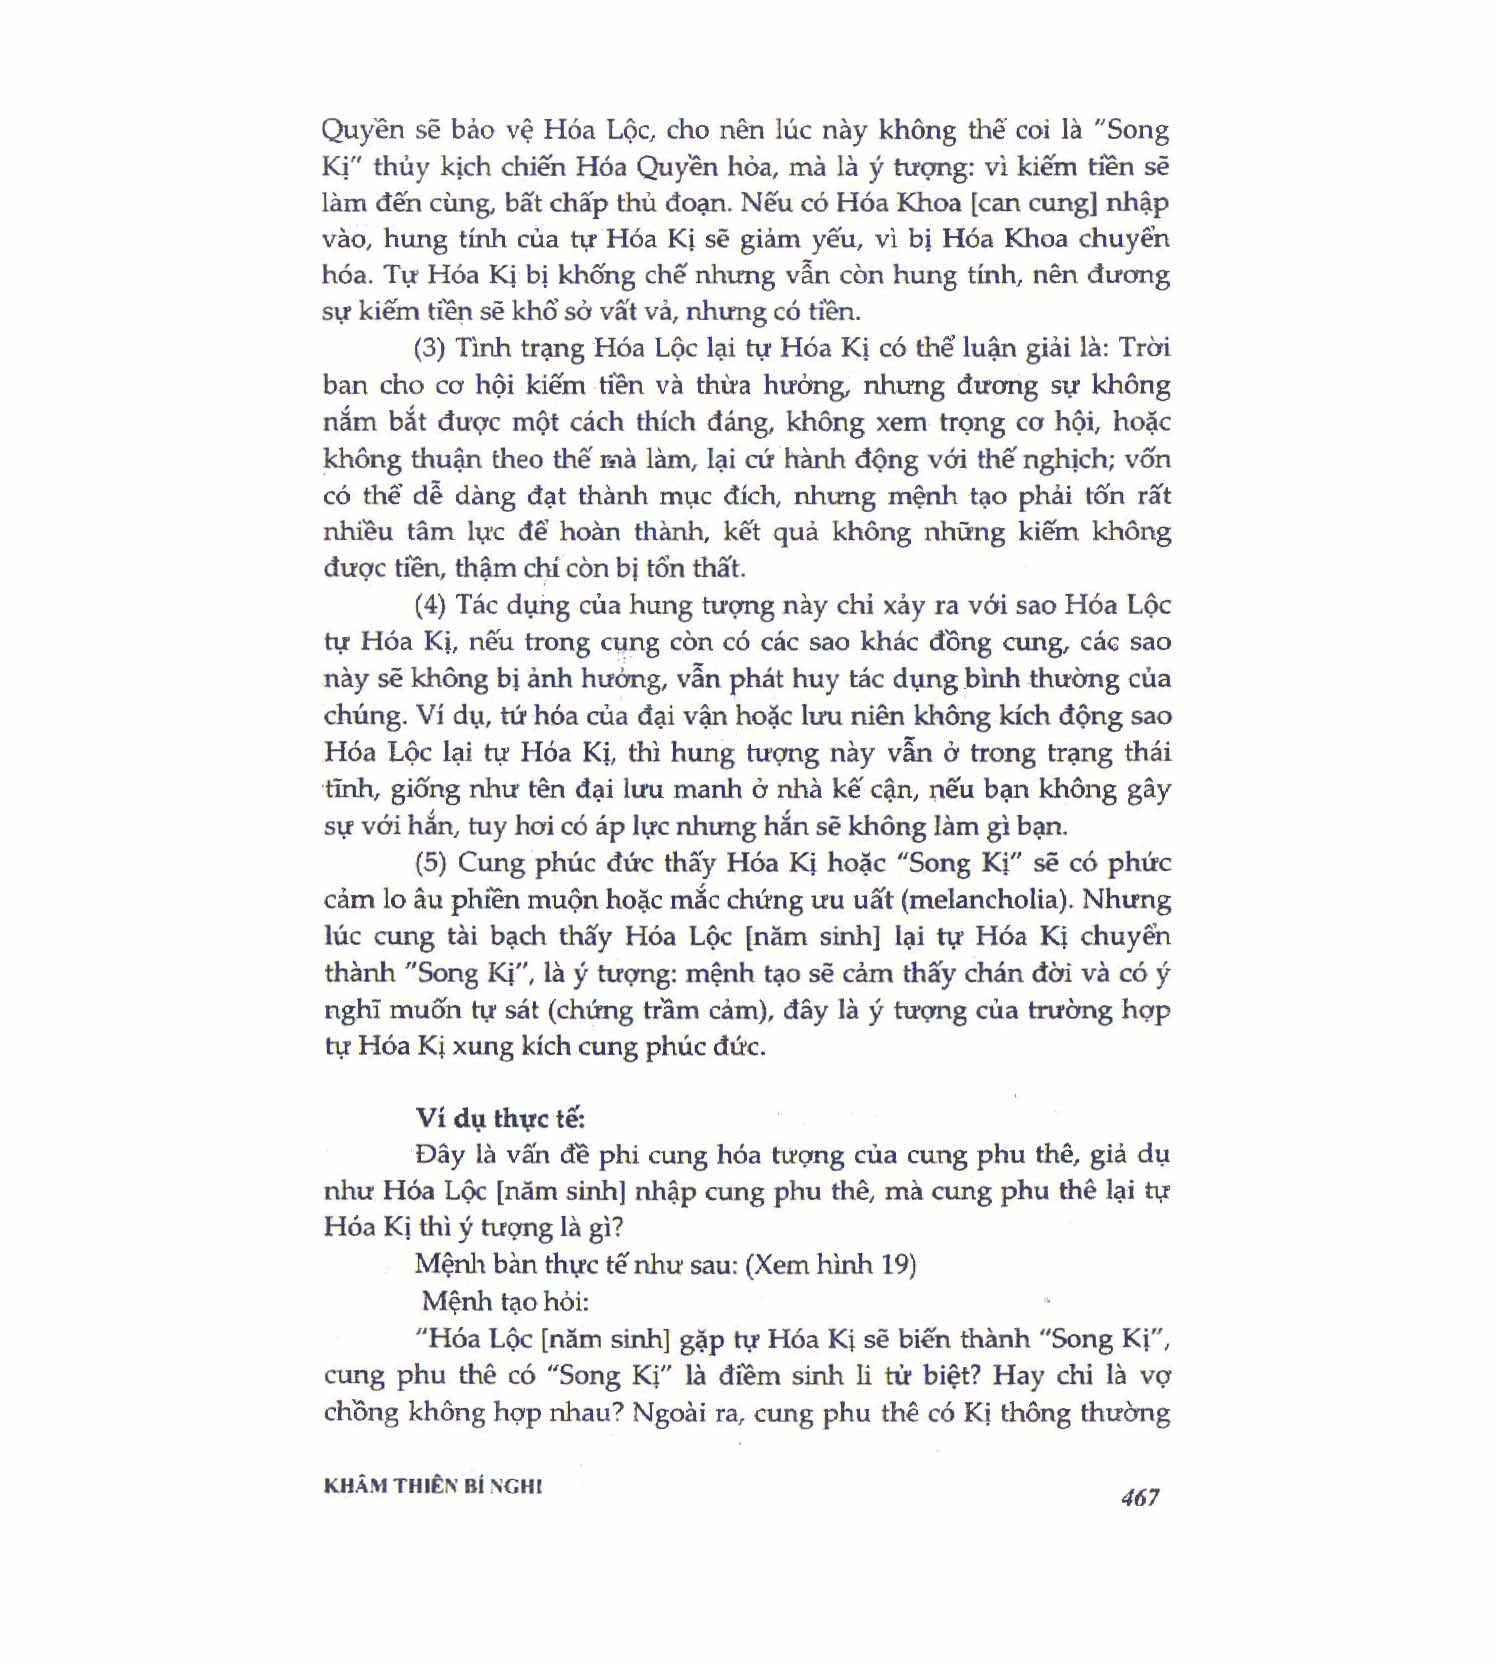 Quyền sẽ bảo vệ Hóa Lộc, cho nên lúc này không thể coi là "Song
Kị" thủy kịch chiến Hóa Quyền hỏa, mà là ý tượng: vì kiếm tiền sẽ
làm đến cùng, bất chấp thủ đoạn. Nếu có Hóa Khoa [can cung] nhập
vào, hung tính của tự Hóa Kị sẽ giảm yếu, vì bị Hóa Khoa chuyển
hóa. Tự Hóa Kị bị khống chế nhưng vẫn còn hung tính, nên đương
sự kiếm tiền sẽ khổ sở vất vả, nhưng có tiền.
(3) Tình trạng Hóa Lộc lại tự Hóa Kị có thể luận giải là: Trời
ban cho cơ hội kiếm tiền và thừa hưởng, nhưng đương sự không
nắm bắt được một cách thích đáng, không xem trọng cơ hội, hoặc
không thuận theo thế mà làm, lại cứ hành động với thế nghịch; vốn
có thể dễ dàng đạt thành mục đích, nhưng mệnh tạo phải tốn rất
nhiều tâm lực để hoàn thành, kết quả không những kiếm không
được tiền, thậm chí còn bị tổn thất.
(4) Tác dụng của hung tượng này chỉ xảy ra với sao Hóa Lộc
tự Hóa Kị, nếu trong cung còn có các sao khác đồng cung, các sao
này sẽ không bị ảnh hưởng, vẫn phát huy tác dụng bình thường của
chúng. Ví dụ, tứ hóa của đại vận hoặc lưu niên không kích động sao
Hóa Lộc lại tự Hóa Kị, thì hung tượng này vẫn ở trong trạng thái
tĩnh, giống như tên đại lưu manh ở nhà kế cận, nếu bạn không gây
sự với hắn, tuy hơi có áp lực nhưng hắn sẽ không làm gì bạn.
(5) Cung phúc đức thấy Hóa Kị hoặc "Song Kị" sẽ có phức
cảm lo âu phiền muộn hoặc mắc chứng ưu uất (melancholia). Nhưng
lúc cung tài bạch thấy Hóa Lộc [năm sinh] lại tự Hóa Kị chuyển
thành "Song Kị", là ý tượng: mệnh tạo sẽ cảm thấy chán đời và có ý
nghĩ muốn tự sát (chứng trầm cảm), đây là ý tượng của trường hợp
tự Hóa Kị xung kích cung phúc đức.
Ví dụ thực tế:
Đây là vấn đề phi cung hóa tượng của cung phu thê, giả dụ
như Hóa Lộc [năm sinh] nhập cung phu thê, mà cung phu thê lại tự
Hóa Kị thì ý tượng là gì?
Mệnh bàn thực tế như sau: (Xem hình 19)
Mệnh tạo hỏi:
"Hóa Lộc [năm sinh] gặp tự Hóa Kị sẽ biến thành "Song Kị",
cung phu thê có "Song Kị" là điềm sinh li tử biệt? Hay chỉ là vợ
chồng không hợp nhau? Ngoài ra, cung phu thê có Kị thông thường
KHÂM THIÊN BÍ NGHI
467